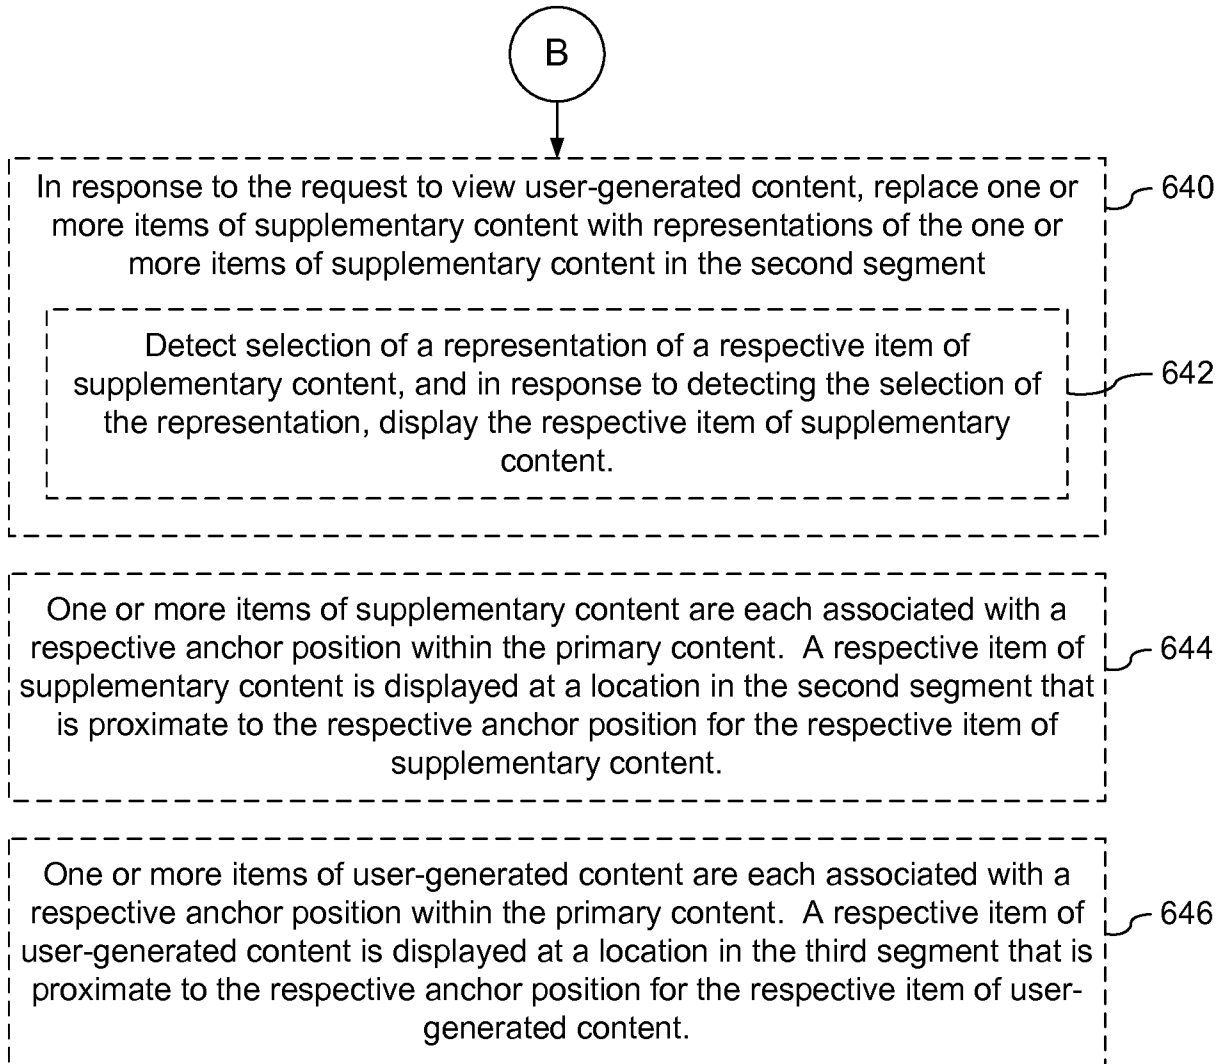 B
In response to the request to view user-generated content, replace one or
more items of supplementary content with representations of the one or
more items of supplementary content in the second segment
640
Detect selection of a representation of a respective item of
supplementary content, and in response to detecting the selection of
the representation, display the respective item of supplementary
content.
642
One or more items of supplementary content are each associated with a
respective anchor position within the primary content.  A respective item of
supplementary content is displayed at a location in the second segment that
is proximate to the respective anchor position for the respective item of
supplementary content.
644
One or more items of user-generated content are each associated with a
respective anchor position within the primary content.  A respective item of
user-generated content is displayed at a location in the third segment that is
proximate to the respective anchor position for the respective item of user-
generated content.
646